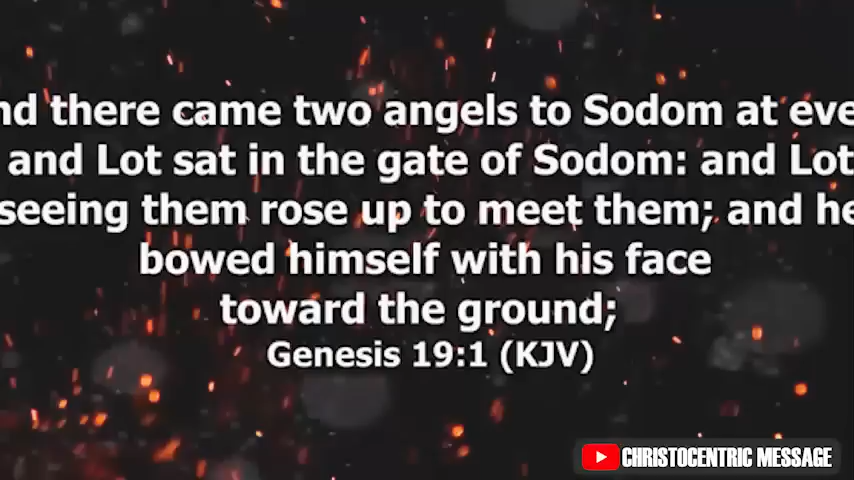 nd there came two angels to Sodom at eve
and Lot sat in the gate of Sodom: and Lot
seeing them rose up to meet them; and he
bowed himself with his face
toward the ground;
Genesis 19:1 (KJV)
CHRISTOCENTRIC MESSAGE